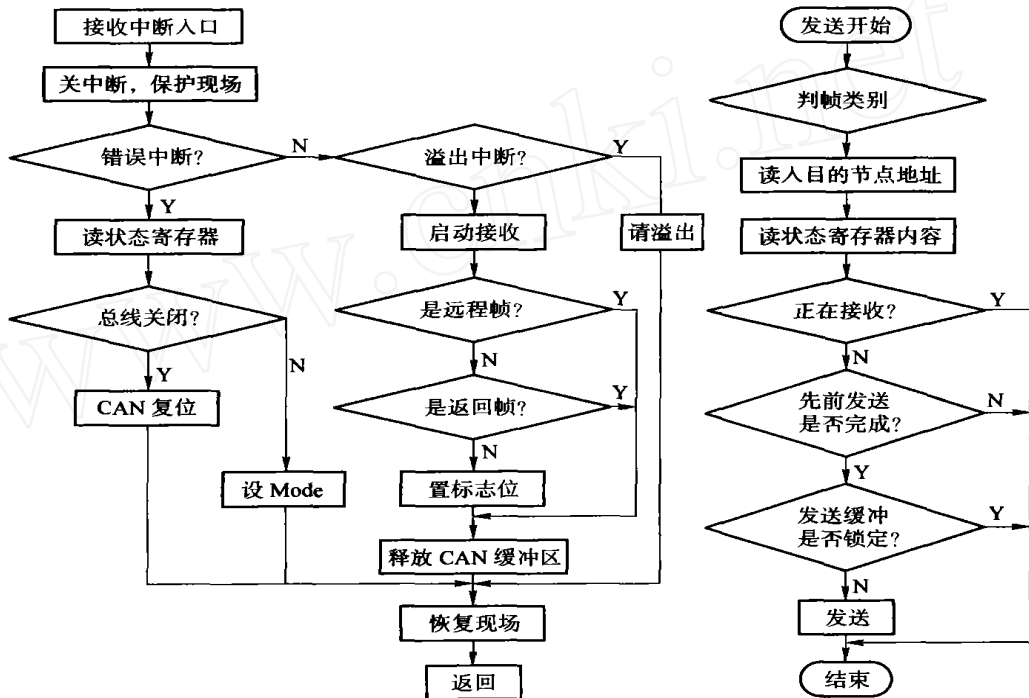 接收中断入口
关中断，保护现场
错误中断？
N
溢出中断？
Y
Y
读状态寄存器
启动接收
请溢出
总线关闭？
N
是远程帧？
Y
Y
N
CAN 复位
是返回帧？
Y
N
设 Mode
置标志位
释放 CAN 缓冲区
恢复现场
返回
发送开始
判帧类别
读入目的节点地址
读状态寄存器内容
正在接收？
Y
N
先前发送
是否完成？
N
Y
发送缓冲
是否锁定？
Y
N
发送
结束
www.cnki.net